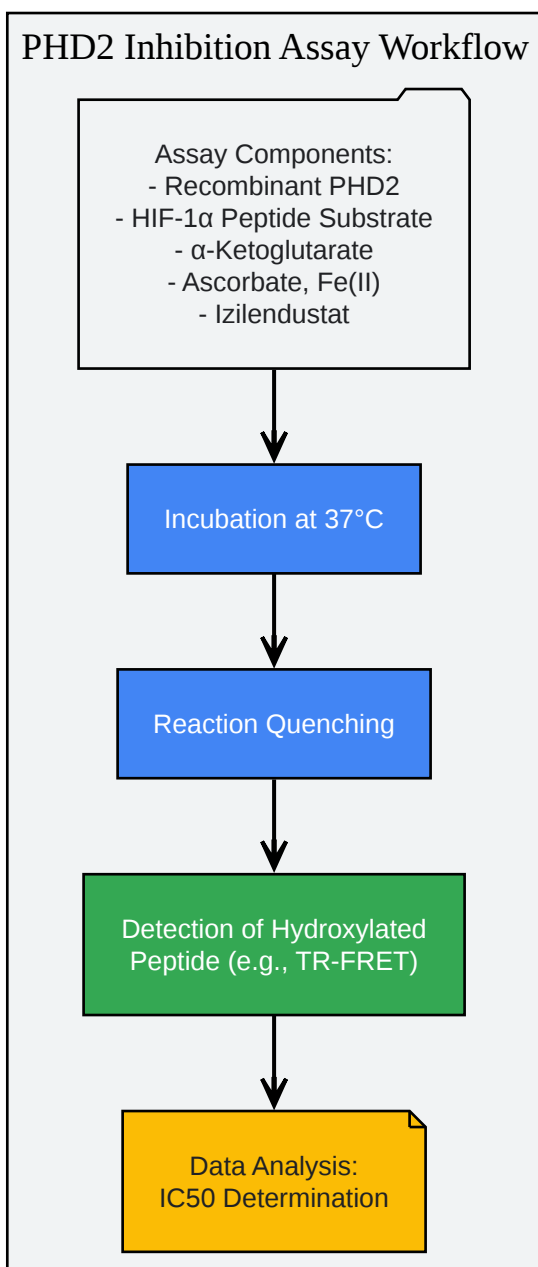 PHD2 Inhibition Assay Workflow
Assay Components:
- Recombinant PHD2
- HIF-1α Peptide Substrate
- α-Ketoglutarate
- Ascorbate, Fe(II)
- Izilendustat
Incubation at 37°C
Reaction Quenching
Detection of Hydroxylated
Peptide (e.g., TR-FRET)
Data Analysis:
IC50 Determination